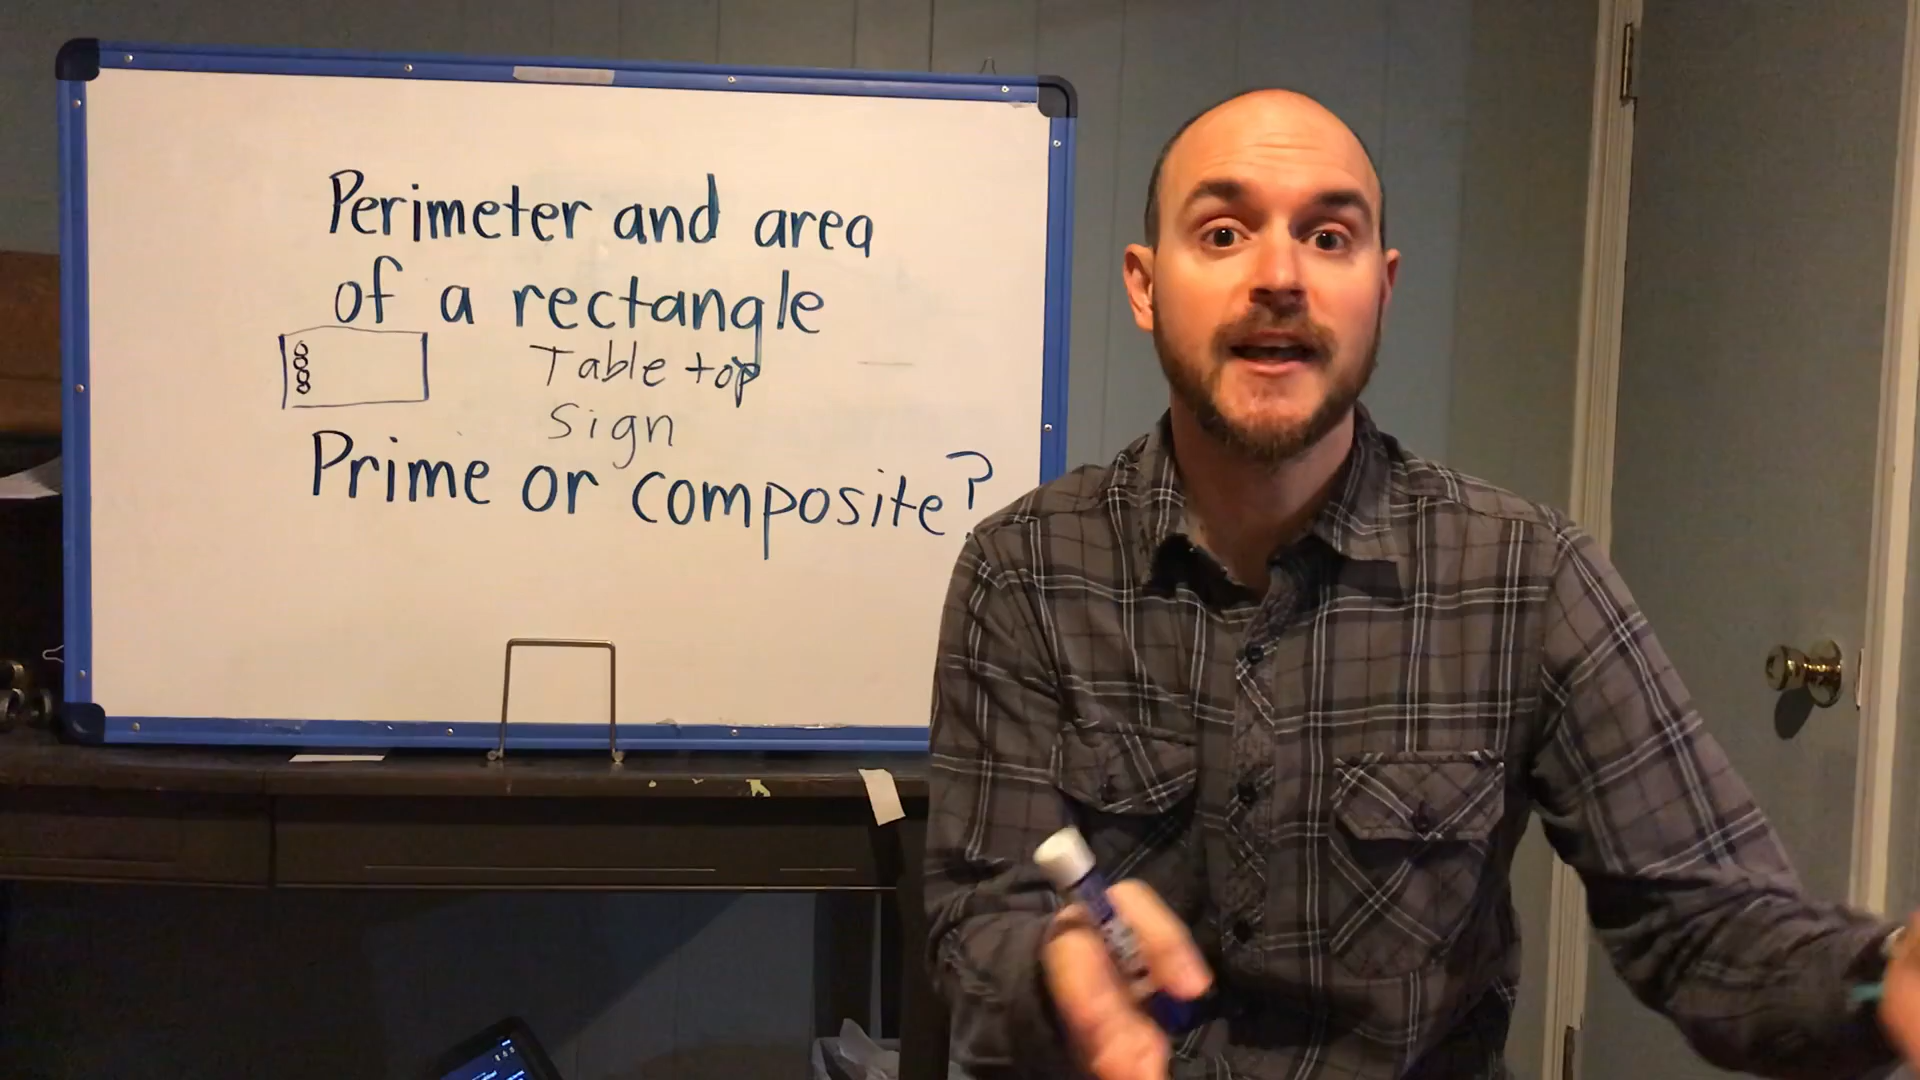 Perimeter and area
of a rectangle
Table top
Sign
Prime or composite?